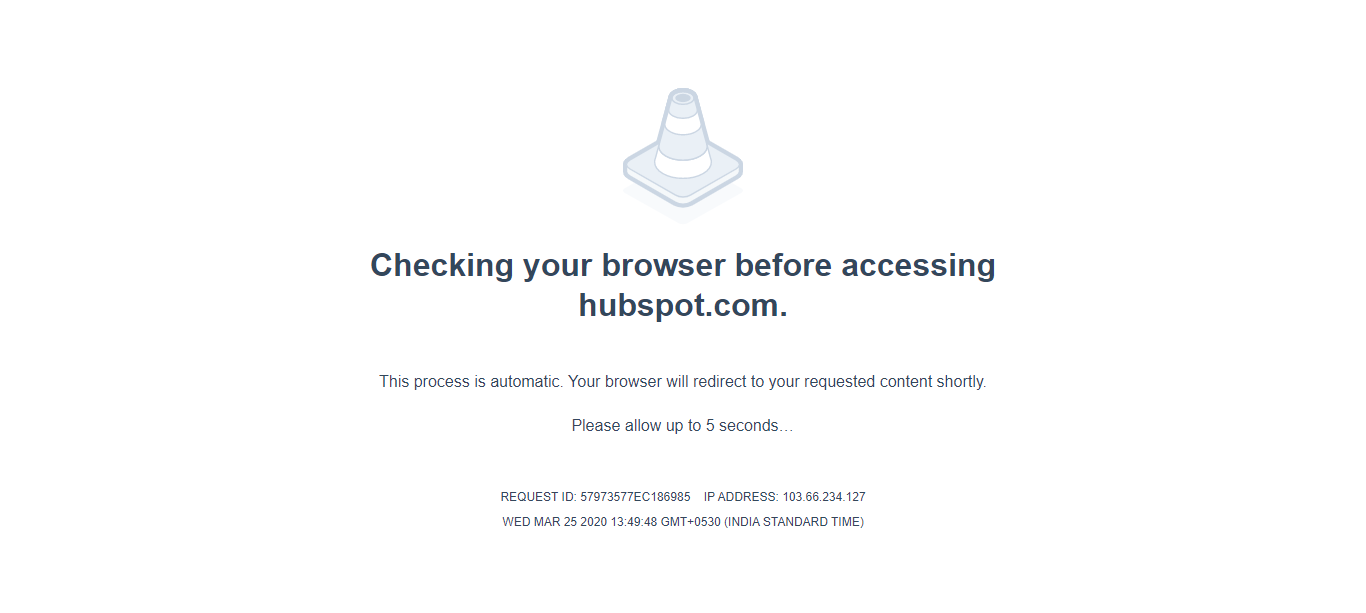 Checking your browser before accessing
hubspot.com.
This process is automatic. Your browser will redirect to your requested content shortly.
Please allow up to 5 seconds…
REQUEST ID: 57973577EC186985 IP ADDRESS: 103.66.234.127
WED MAR 25 2020 13:49:48 GMT+0530 (INDIA STANDARD TIME)